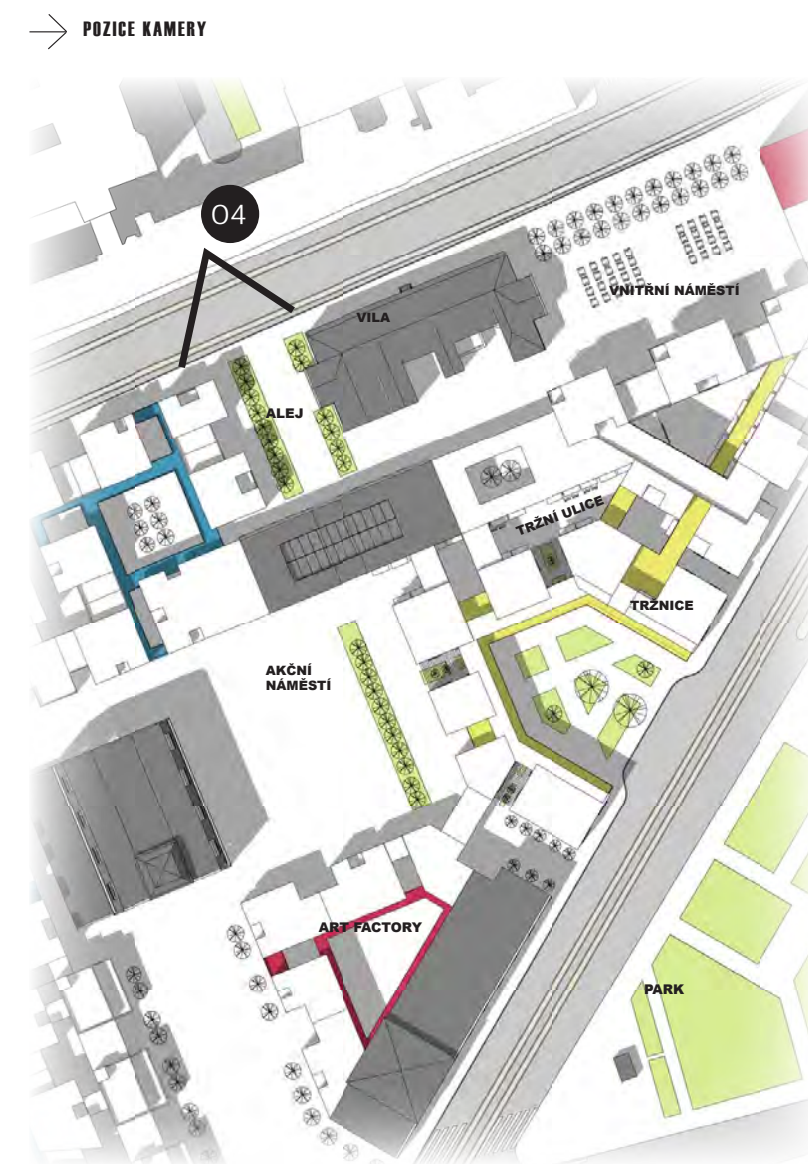 POZICE KAMERY
04
VNITŘNÍ NÁMĚSTÍ
VILA
ALEJ
TRŽNÍ ULICE
TRŽNICE
AKČNÍ
NÁMĚSTÍ
ART FACTORY
PARK